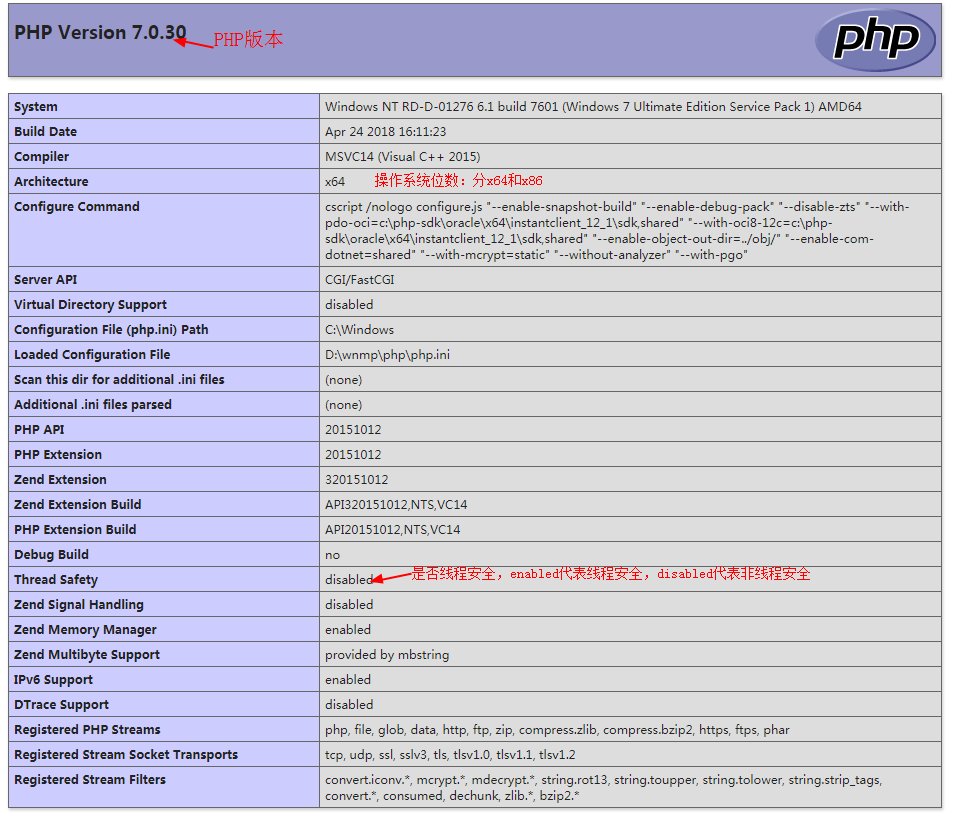 PHP Version 7.0.30
PHP版本
php
System Windows NT RD-D-01276 6.1 build 7601 (Windows 7 Ultimate Edition Service Pack 1) AMD64
Build Date Apr 24 2018 16:11:23
Compiler MSVC14 (Visual C++ 2015)
Architecture x64 操作系统位数：分x64和x86
Configure Command cscript /nologo configure.js "--enable-snapshot-build" "--enable-debug-pack" "--disable-zts" "--with-
pdo-oci=c:\php-sdk\oracle\x64\instantclient_12_1\sdk,shared" "--with-oci8-12c=c:\php-
sdk\oracle\x64\instantclient_12_1\sdk,shared" "--enable-object-out-dir=../obj/" "--enable-com-
dotnet=shared" "--with-mcrypt=static" "--without-analyzer" "--with-pgo"
Server API CGI/FastCGI
Virtual Directory Support disabled
Configuration File (php.ini) Path C:\Windows
Loaded Configuration File D:\wnmp\php\php.ini
Scan this dir for additional .ini files (none)
Additional .ini files parsed (none)
PHP API 20151012
PHP Extension 20151012
Zend Extension 320151012
Zend Extension Build API320151012,NTS,VC14
PHP Extension Build API20151012,NTS,VC14
Debug Build no
Thread Safety disabled 是否线程安全，enabled代表线程安全，disabled代表非线程安全
Zend Signal Handling disabled
Zend Memory Manager enabled
Zend Multibyte Support provided by mbstring
IPv6 Support enabled
DTrace Support disabled
Registered PHP Streams php, file, glob, data, http, ftp, zip, compress.zlib, compress.bzip2, https, ftps, phar
Registered Stream Socket Transports tcp, udp, ssl, sslv3, tls, tlsv1.0, tlsv1.1, tlsv1.2
Registered Stream Filters convert.iconv.*, mcrypt.*, mdecrypt.*, string.rot13, string.toupper, string.tolower, string.strip_tags,
convert.*, consumed, dechunk, zlib.*, bzip2.*